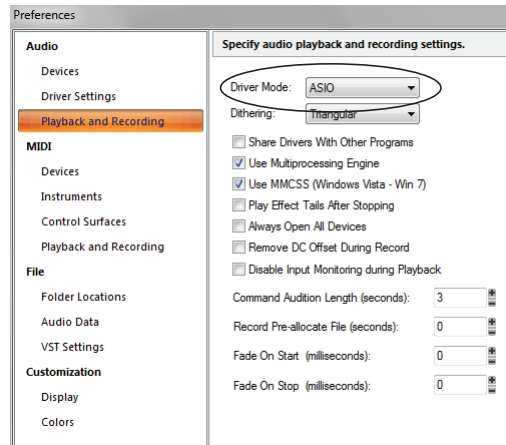 Preferences
Audio
Devices
Driver Settings
Playback and Recording
MIDI
Devices
Instruments
Control Surfaces
Playback and Recording
File
Folder Locations
Audio Data
VST Settings
Customization
Display
Colors
Specify audio playback and recording settings.
Driver Mode: ASIO
Dithering: Triangular
Share Drivers With Other Programs
Use Multiprocessing Engine
Use MMCSS (Windows Vista - Win 7)
Play Effect Tails After Stopping
Always Open All Devices
Remove DC Offset During Record
Disable Input Monitoring during Playback
Command Audition Length (seconds): 3
Record Pre-allocate File (seconds): 0
Fade On Start (milliseconds): 0
Fade On Stop (milliseconds): 0